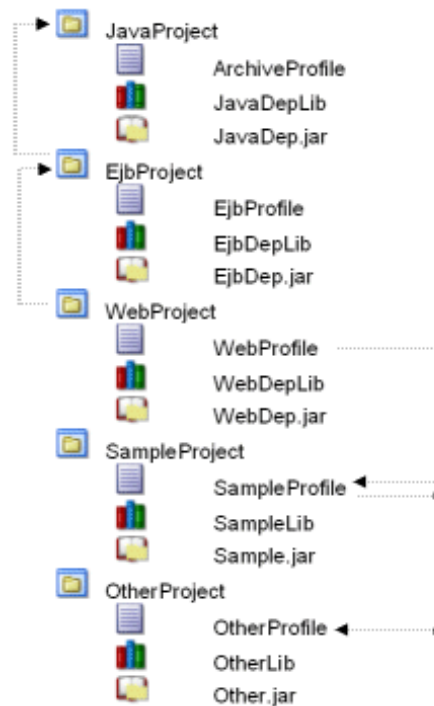 JavaProject
ArchiveProfile
JavaDepLib
JavaDep.jar
EjbProject
EjbProfile
EjbDepLib
EjbDep.jar
WebProject
WebProfile
WebDepLib
WebDep.jar
SampleProject
SampleProfile
SampleLib
Sample.jar
OtherProject
OtherProfile
OtherLib
Other.jar